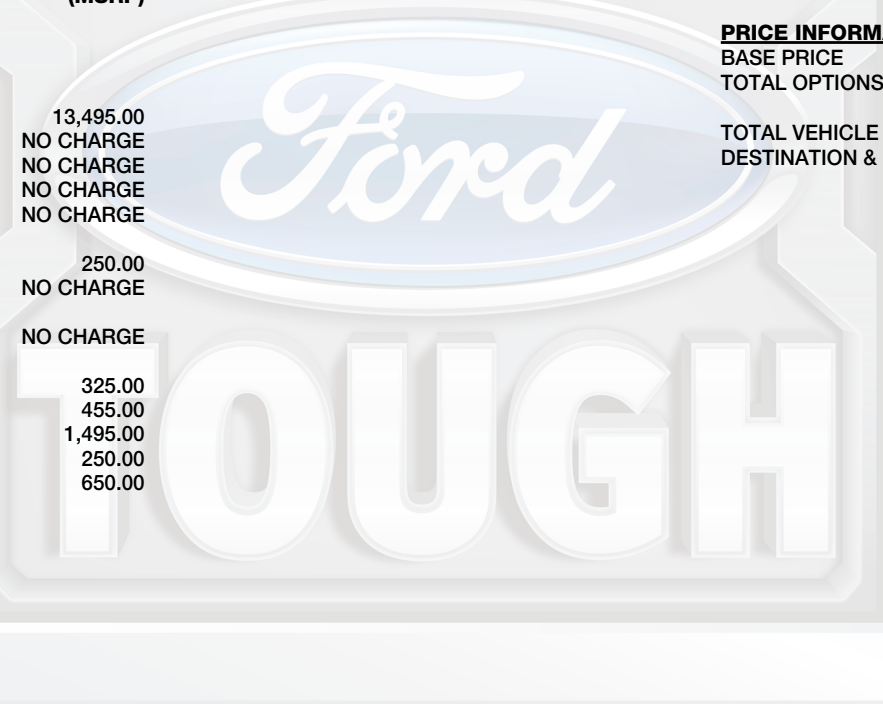 (MSRP)
13,495.00
NO CHARGE
NO CHARGE
NO CHARGE
NO CHARGE
250.00
NO CHARGE
NO CHARGE
325.00
455.00
1,495.00
250.00
650.00
PRICE INFORMA
BASE PRICE
TOTAL OPTIONS
TOTAL VEHICLE
DESTINATION &
Ford
TOUGH